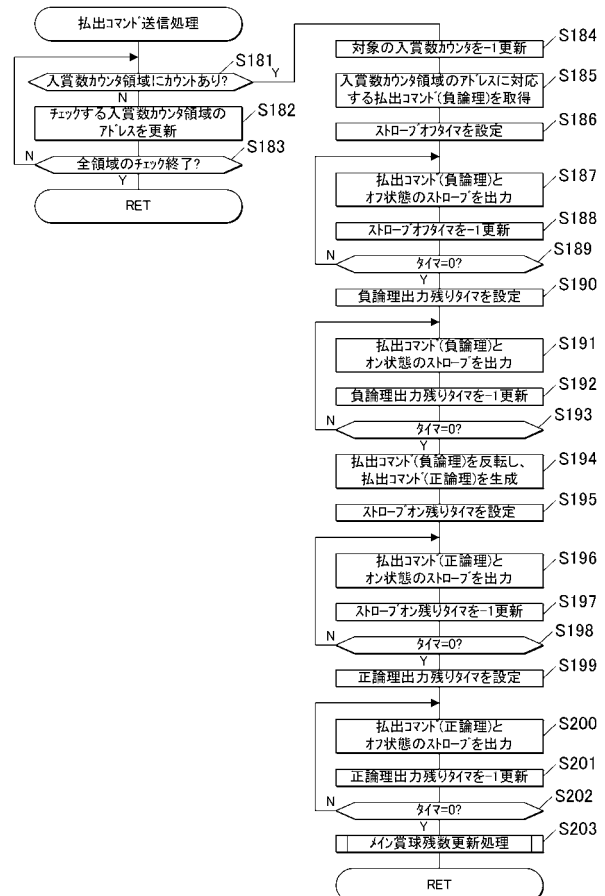 払出コマンド送信処理
S181
入賞数カウンタ領域にカウントあり?
Y
N
チェックする入賞数カウンタ領域の
アドレスを更新
S182
S183
N
全領域のチェック終了?
Y
RET
S184
対象の入賞数カウンタを-1更新
S185
入賞数カウンタ領域のアドレスに対応
する払出コマンド(負論理)を取得
S186
ストローブオフタイマを設定
S187
払出コマンド(負論理)と
オフ状態のストローブを出力
S188
ストローブオフタイマを-1更新
S189
N
タイマ=0?
Y
S190
負論理出力残りタイマを設定
S191
払出コマンド(負論理)と
オン状態のストローブを出力
S192
負論理出力残りタイマを-1更新
S193
N
タイマ=0?
Y
S194
払出コマンド(負論理)を反転し、
払出コマンド(正論理)を生成
S195
ストローブオン残りタイマを設定
S196
払出コマンド(正論理)と
オン状態のストローブを出力
S197
ストローブオン残りタイマを-1更新
S198
N
タイマ=0?
Y
S199
正論理出力残りタイマを設定
S200
払出コマンド(正論理)と
オフ状態のストローブを出力
S201
正論理出力残りタイマを-1更新
S202
N
タイマ=0?
Y
S203
メイン賞球残数更新処理
RET